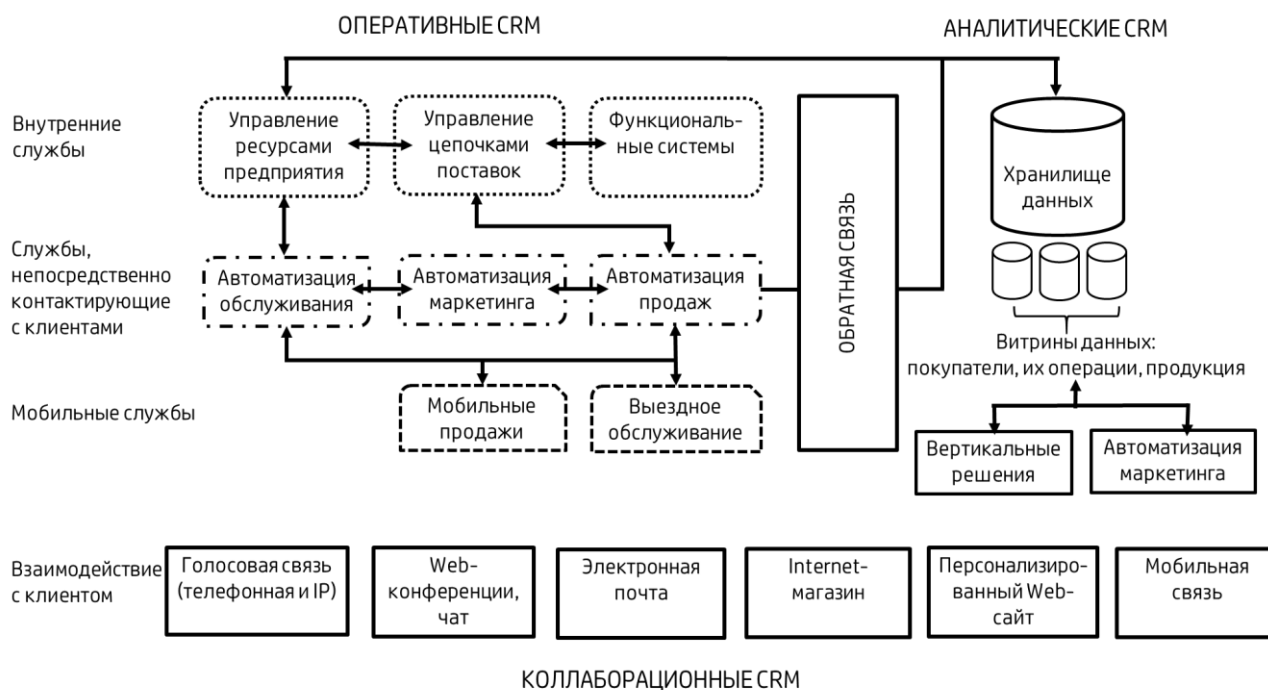 ОПЕРАТИВНЫЕ CRM
АНАЛИТИЧЕСКИЕ CRM
Внутренние
службы
Управление
ресурсами
предприятия
Управление
цепочками
поставок
Функциональ-
ные системы
ОБРАТНАЯ СВЯЗЬ
Хранилище
данных
Службы,
непосредственно
контактирующие
с клиентами
Автоматизация
обслуживания
Автоматизация
маркетинга
Автоматизация
продаж
Витрины данных:
покупатели, их операции, продукция
Мобильные службы
Мобильные
продажи
Выездное
обслуживание
Вертикальные
решения
Автоматизация
маркетинга
Взаимодействие
с клиентом
Голосовая связь
(телефонная и IP)
Web-
конференции,
чат
Электронная
почта
Internet-
магазин
Персонализиро-
ванный Web-
сайт
Мобильная
связь
КОЛЛАБОРАЦИОННЫЕ CRM